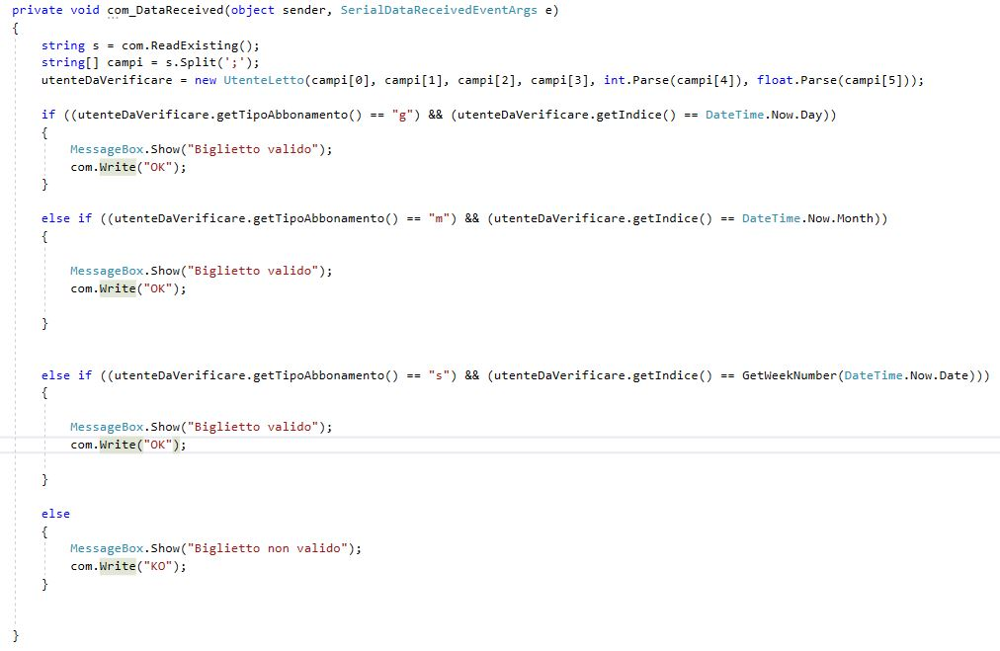 private void com_DataReceived(object sender, SerialDataReceivedEventArgs e)
{
string s = com.ReadExisting();
string[] campi = s.Split(';');
utenteDaVerificare = new UtenteLetto(campi[0], campi[1], campi[2], campi[3], int.Parse(campi[4]), float.Parse(campi[5]));
if ((utenteDaVerificare.getTipoAbbonamento() == "g") && (utenteDaVerificare.getIndice() == DateTime.Now.Day))
{
MessageBox.Show("Biglietto valido");
com.Write("OK");
}
else if ((utenteDaVerificare.getTipoAbbonamento() == "m") && (utenteDaVerificare.getIndice() == DateTime.Now.Month))
{
MessageBox.Show("Biglietto valido");
com.Write("OK");
}
else if ((utenteDaVerificare.getTipoAbbonamento() == "s") && (utenteDaVerificare.getIndice() == GetWeekNumber(DateTime.Now.Date)))
{
MessageBox.Show("Biglietto valido");
com.Write("OK");
}
else
{
MessageBox.Show("Biglietto non valido");
com.Write("KO");
}
}